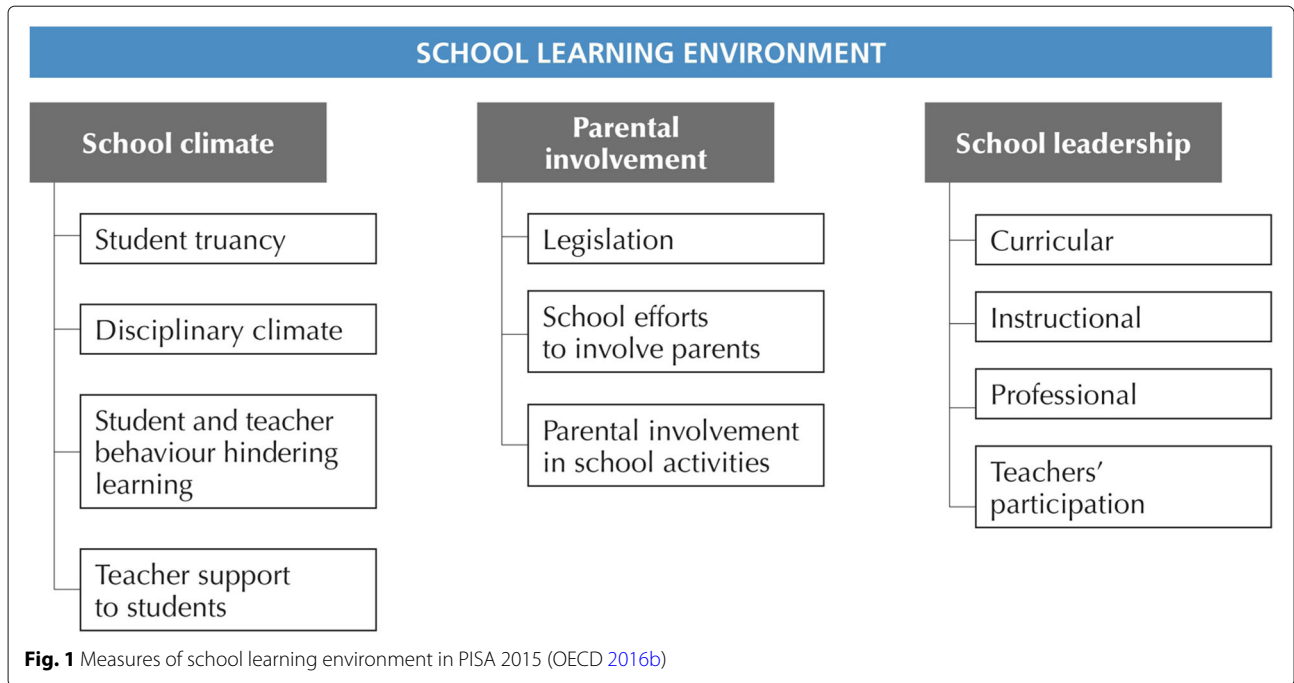 SCHOOL LEARNING ENVIRONMENT
School climate
Student truancy
Disciplinary climate
Student and teacher
behaviour hindering
learning
Teacher support
to students
Parental
involvement
Legislation
School efforts
to involve parents
Parental involvement
in school activities
School leadership
Curricular
Instructional
Professional
Teachers’
participation
Fig. 1 Measures of school learning environment in PISA 2015 (OECD 2016b)